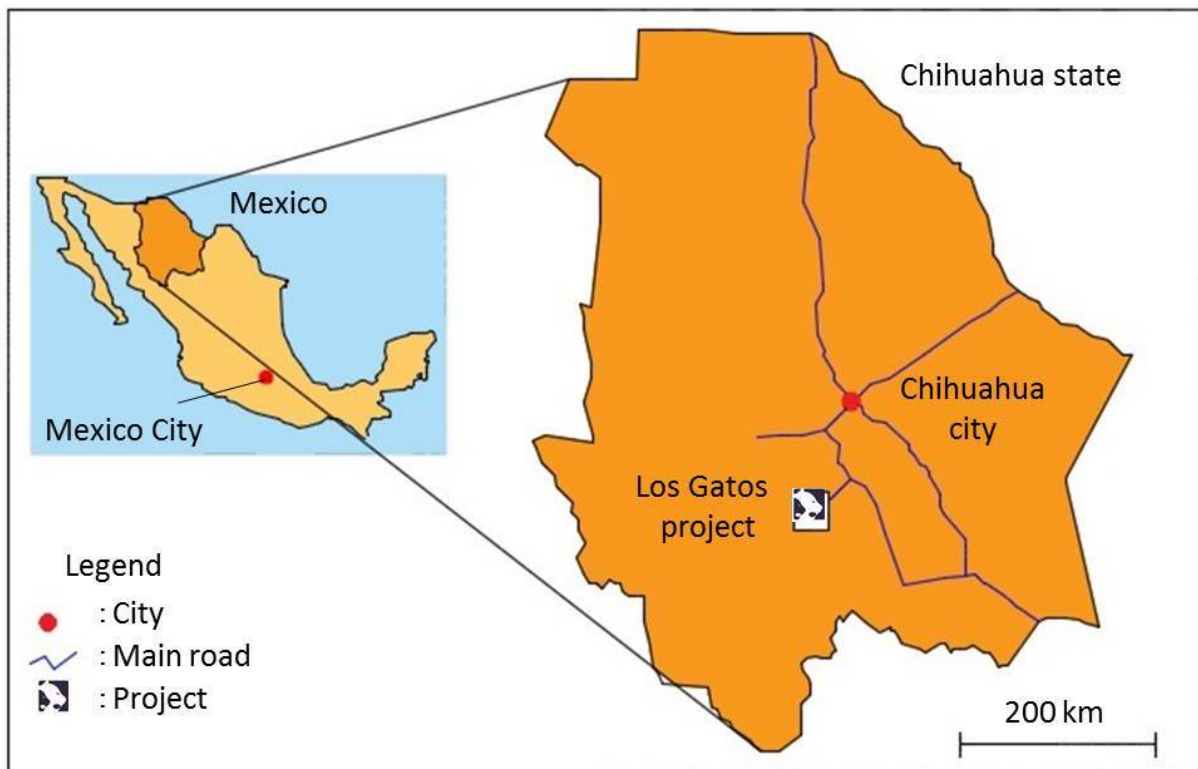 Chihuahua state
Mexico
Mexico City
Chihuahua
city
Los Gatos
project
Legend
: City
: Main road
: Project
200 km